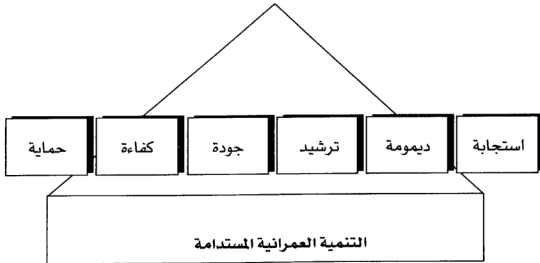 استجابة
ديمومة
ترشيد
جودة
كفاءة
حماية
التنمية العمرانية المستدامة